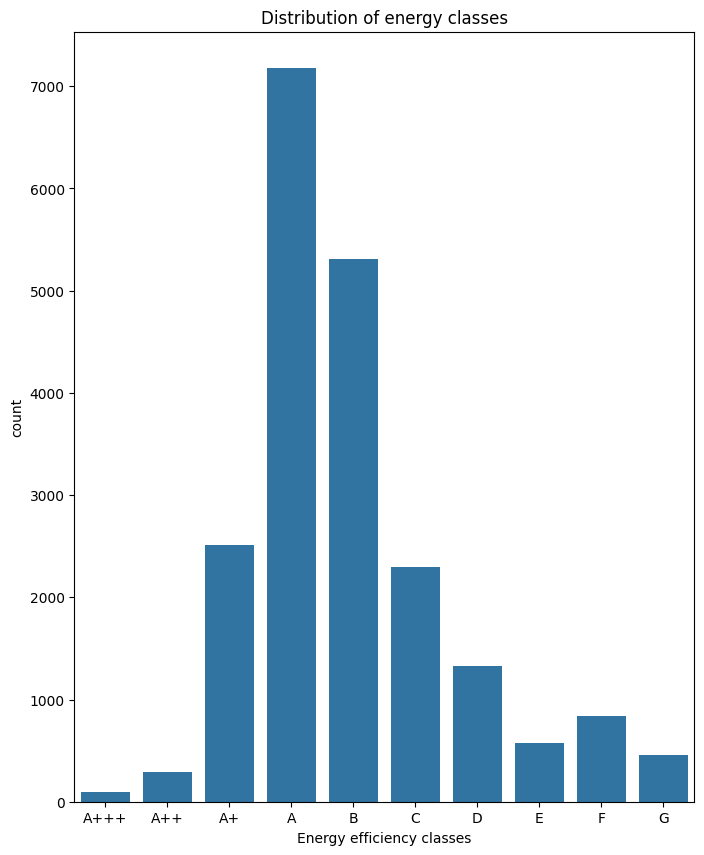 Distribution of energy classes
7000
6000
5000
4000
3000
2000
1000
0
count
A+++ A++ A+ A B C D E F G
Energy efficiency classes